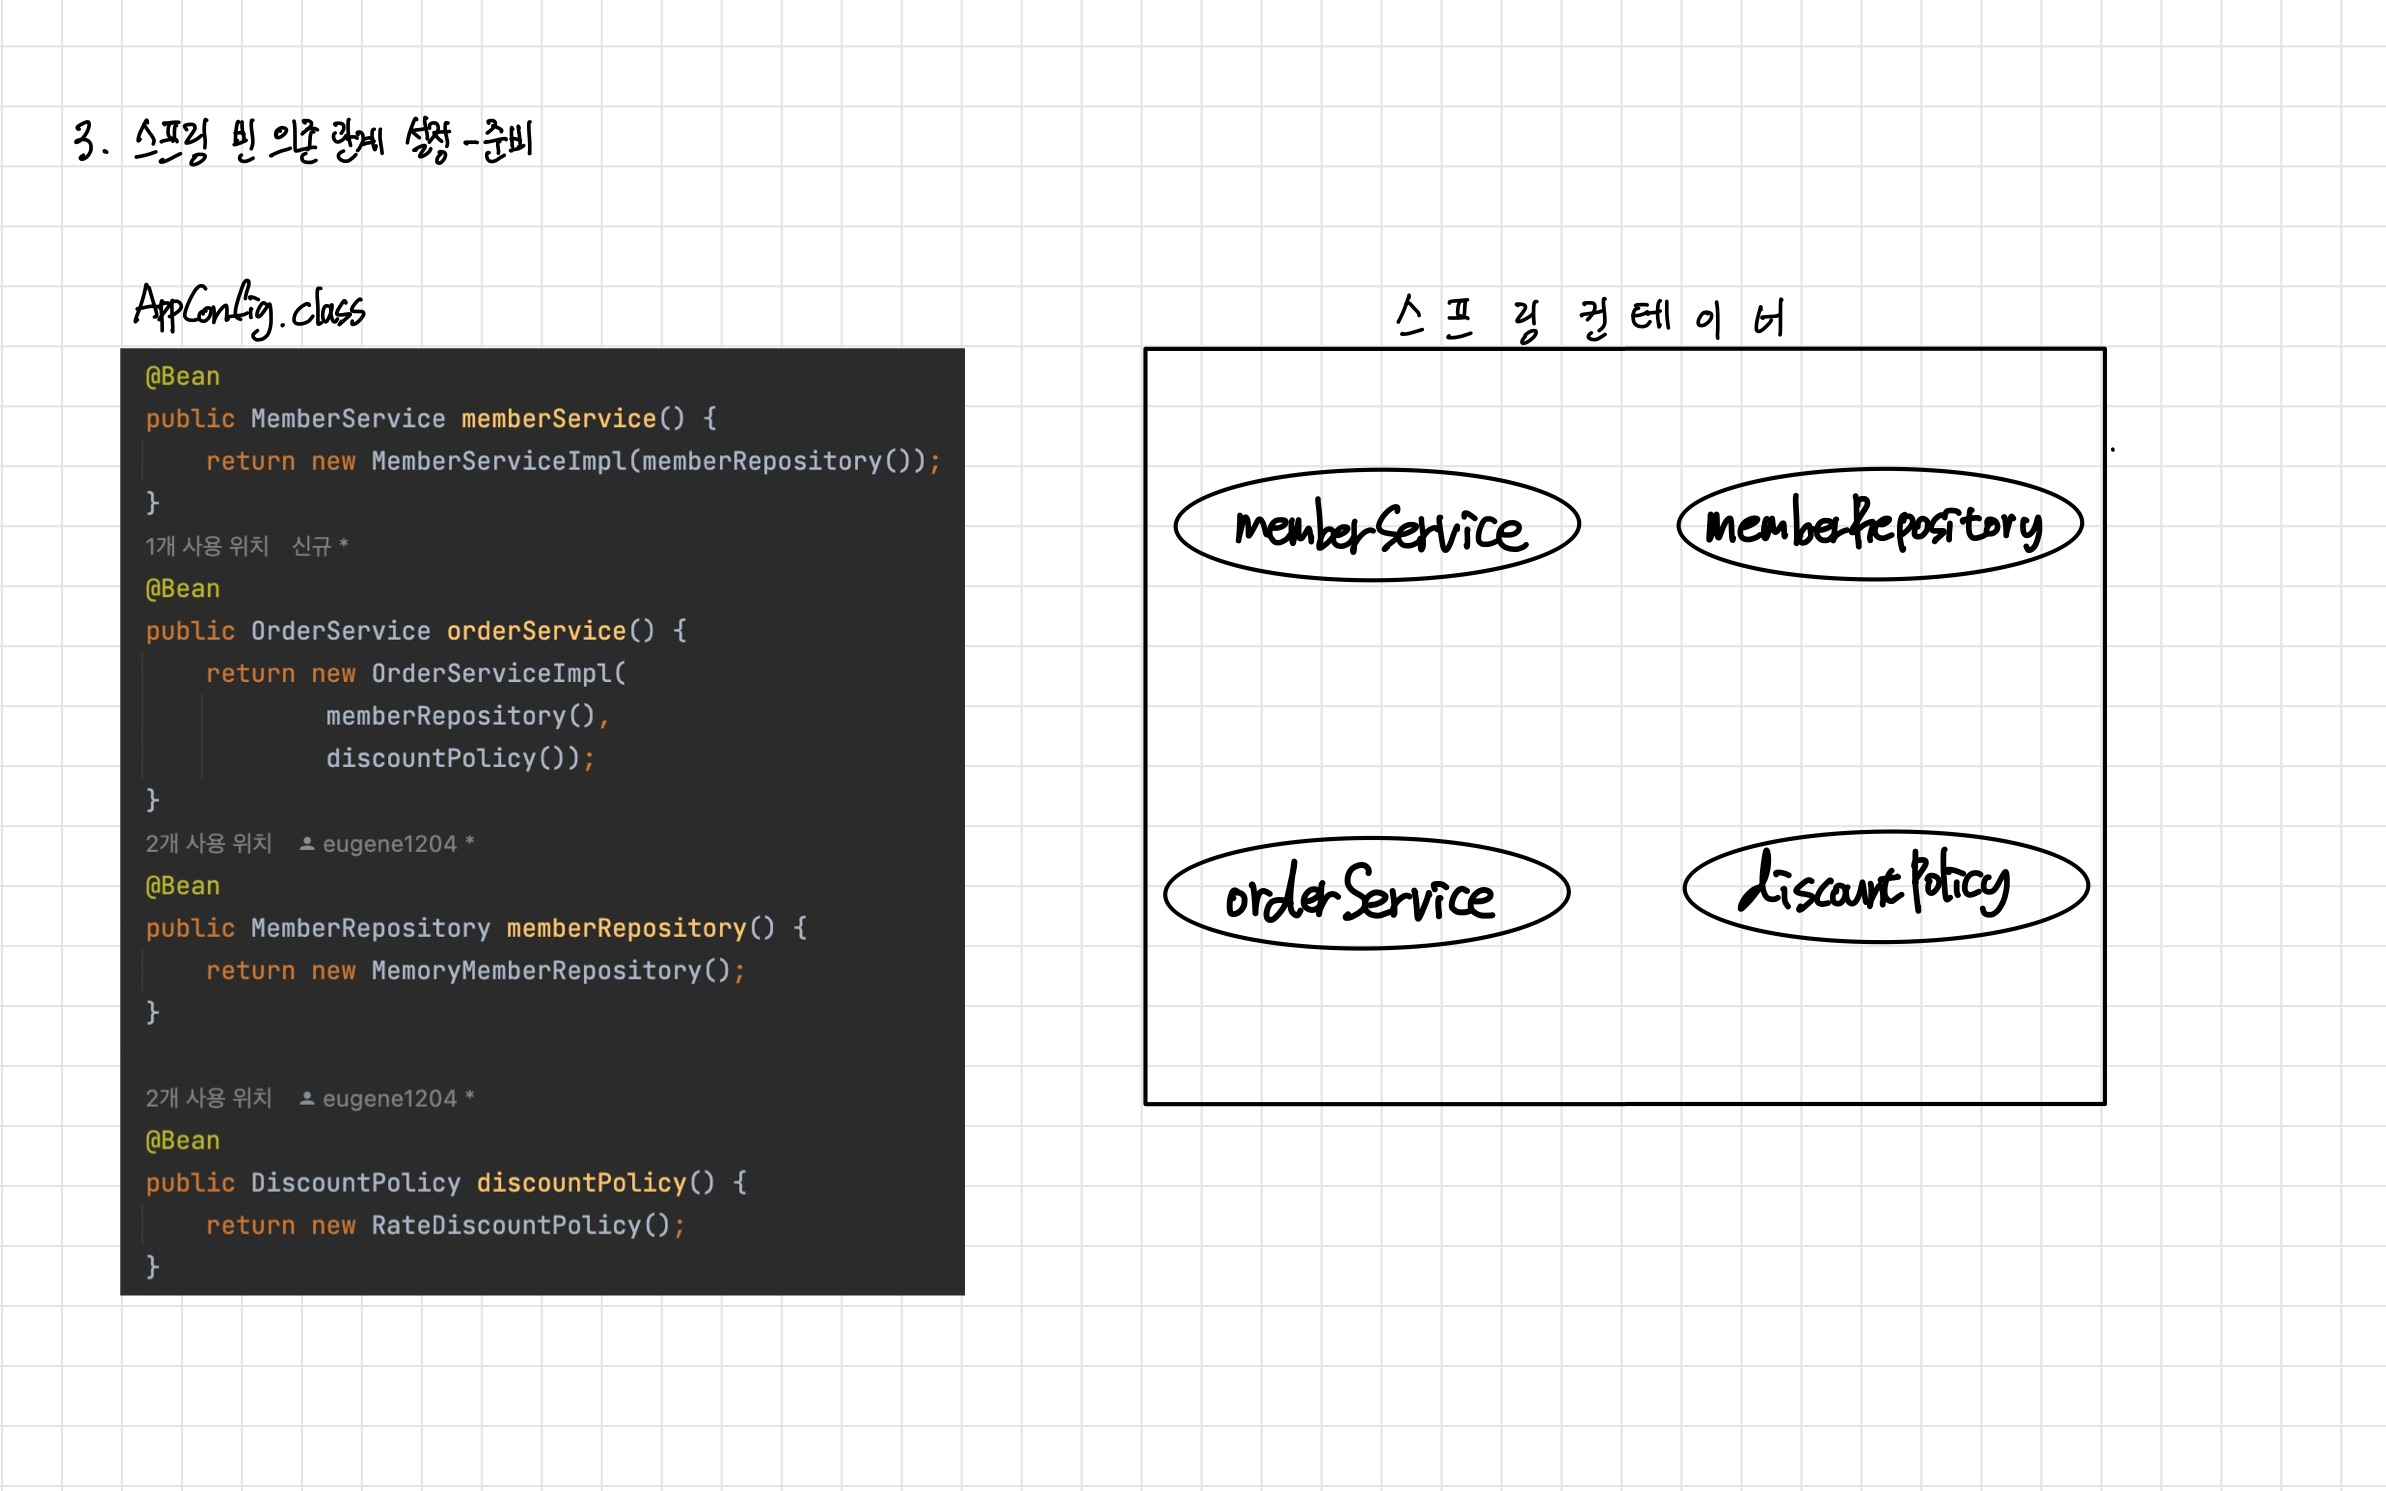 3. 스프링 빈 의존관계 설정-준비
AppConfig.class
@Bean
public MemberService memberService() {
return new MemberServiceImpl(memberRepository());
}
1개 사용 위치 신규 *
@Bean
public OrderService orderService() {
return new OrderServiceImpl(
memberRepository(),
discountPolicy());
}
2개 사용 위치 eugene1204 *
@Bean
public MemberRepository memberRepository() {
return new MemoryMemberRepository();
}
2개 사용 위치 eugene1204 *
@Bean
public DiscountPolicy discountPolicy() {
return new RateDiscountPolicy();
}
스프링 컨테이너
memberService
memberRepository
orderService
discountPolicy